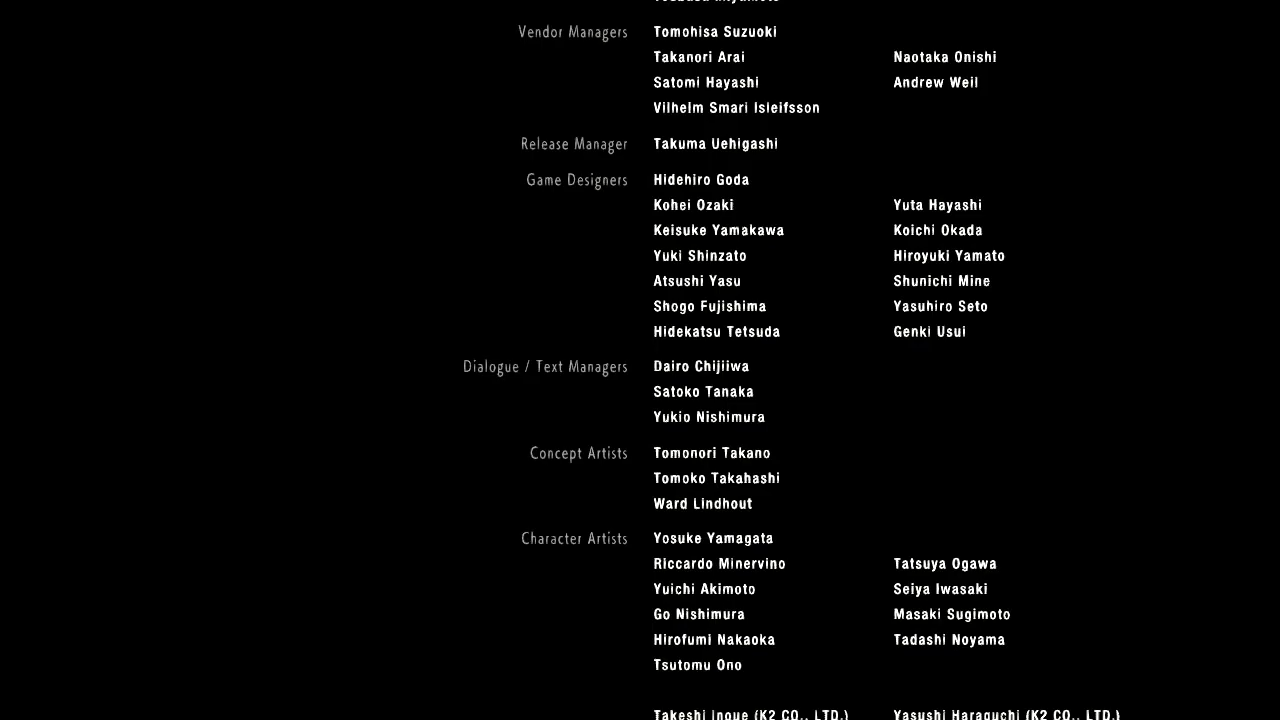 Vendor Managers Tomohisa Suzuoki
Takanori Arai Naotaka Onishi
Satomi Hayashi Andrew Weil
Vilhelm Smari Isleifsson
Release Manager Takuma Uehigashi
Game Designers Hidehiro Goda
Kohei Ozaki Yuta Hayashi
Keisuke Yamakawa Koichi Okada
Yuki Shinzato Hiroyuki Yamato
Atsushi Yasu Shunichi Mine
Shogo Fujishima Yasuhiro Seto
Hidekatsu Tetsuda Genki Usui
Dialogue / Text Managers Dairo Chijiiwa
Satoko Tanaka
Yukio Nishimura
Concept Artists Tomonori Takano
Tomoko Takahashi
Ward Lindhout
Character Artists Yosuke Yamagata
Riccardo Minervino Tatsuya Ogawa
Yuichi Akimoto Seiya Iwasaki
Go Nishimura Masaki Sugimoto
Hirofumi Nakaoka Tadashi Noyama
Tsutomu Ono
Takeshi Inoue (K2 CO., LTD.) Yasushi Haraguchi (K2 CO., LTD.)